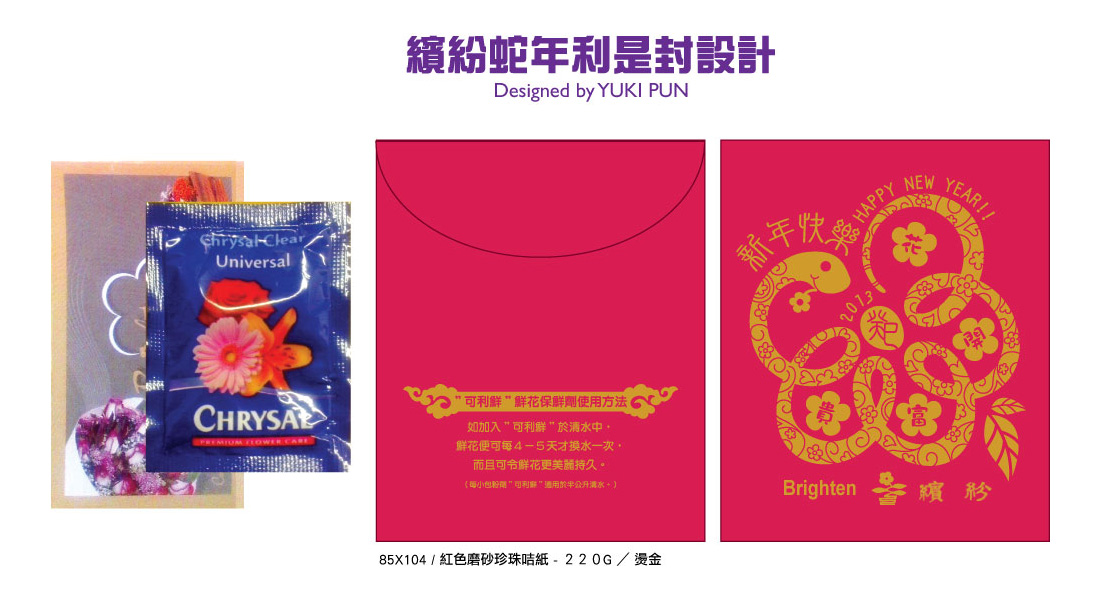 繽紛蛇年利是封設計
Designed by YUKI PUN
Chrysal Clear
Universal
CHRYSAL
PREMIUM FLOWER CARE
"可利鮮"鮮花保鮮劑使用方法
如加入"可利鮮"於清水中，
鮮花便可每4－5天才換水一次，
而且可令鮮花更美麗持久。
（每小包粉劑"可利鮮"適用於半公升清水。）
新年快樂 HAPPY NEW YEAR!!
花
2013
開
貴
富
Brighten 繽紛
85X104 / 紅色磨砂珍珠咭紙 - 220G ／ 燙金